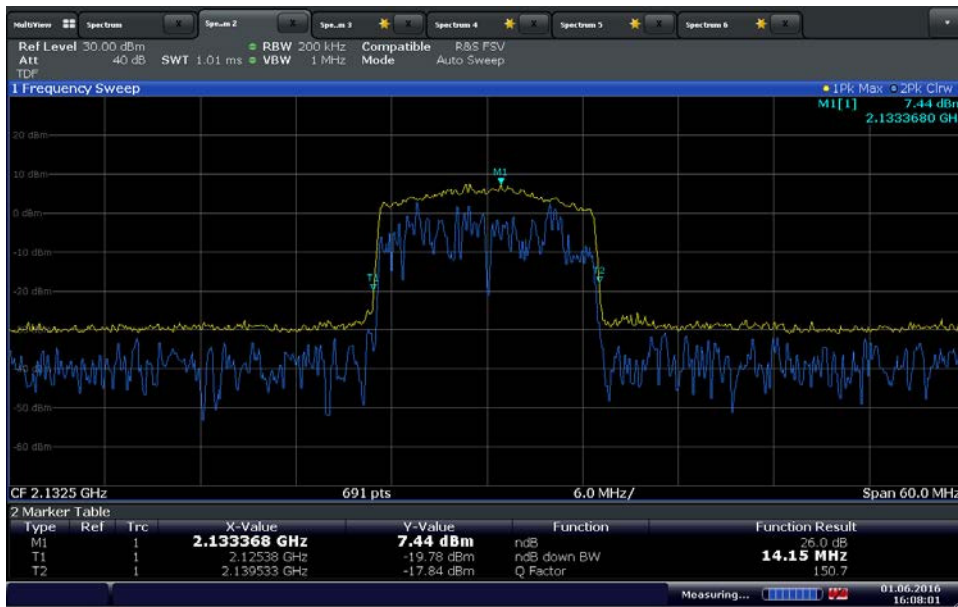 MultiView Spectrum X Spe...m 2 X Spe...m 3 X Spectrum 4 X Spectrum 5 X Spectrum 6 X
Ref Level 30.00 dBm RBW 200 kHz Compatible R&S FSV
Att 40 dB SWT 1.01 ms VBW 1 MHz Mode Auto Sweep
TDF
1 Frequency Sweep 1Pk Max 2Pk Clrw
M1[1] 7.44 dBm
2.1333680 GH
20 dBm
10 dBm
M1
0 dBm
-10 dBm
T1
T2
-20 dBm
-50 dBm
-60 dBm
CF 2.1325 GHz 691 pts 6.0 MHz/ Span 60.0 MHz
2 Marker Table
Type Ref Trc X-Value Y-Value Function Function Result
M1 1 2.133368 GHz 7.44 dBm ndB 26.0 dB
T1 1 2.12538 GHz -19.78 dBm ndB down BW 14.15 MHz
T2 1 2.139533 GHz -17.84 dBm Q Factor 150.7
Measuring... 01.06.2016
16:08:01